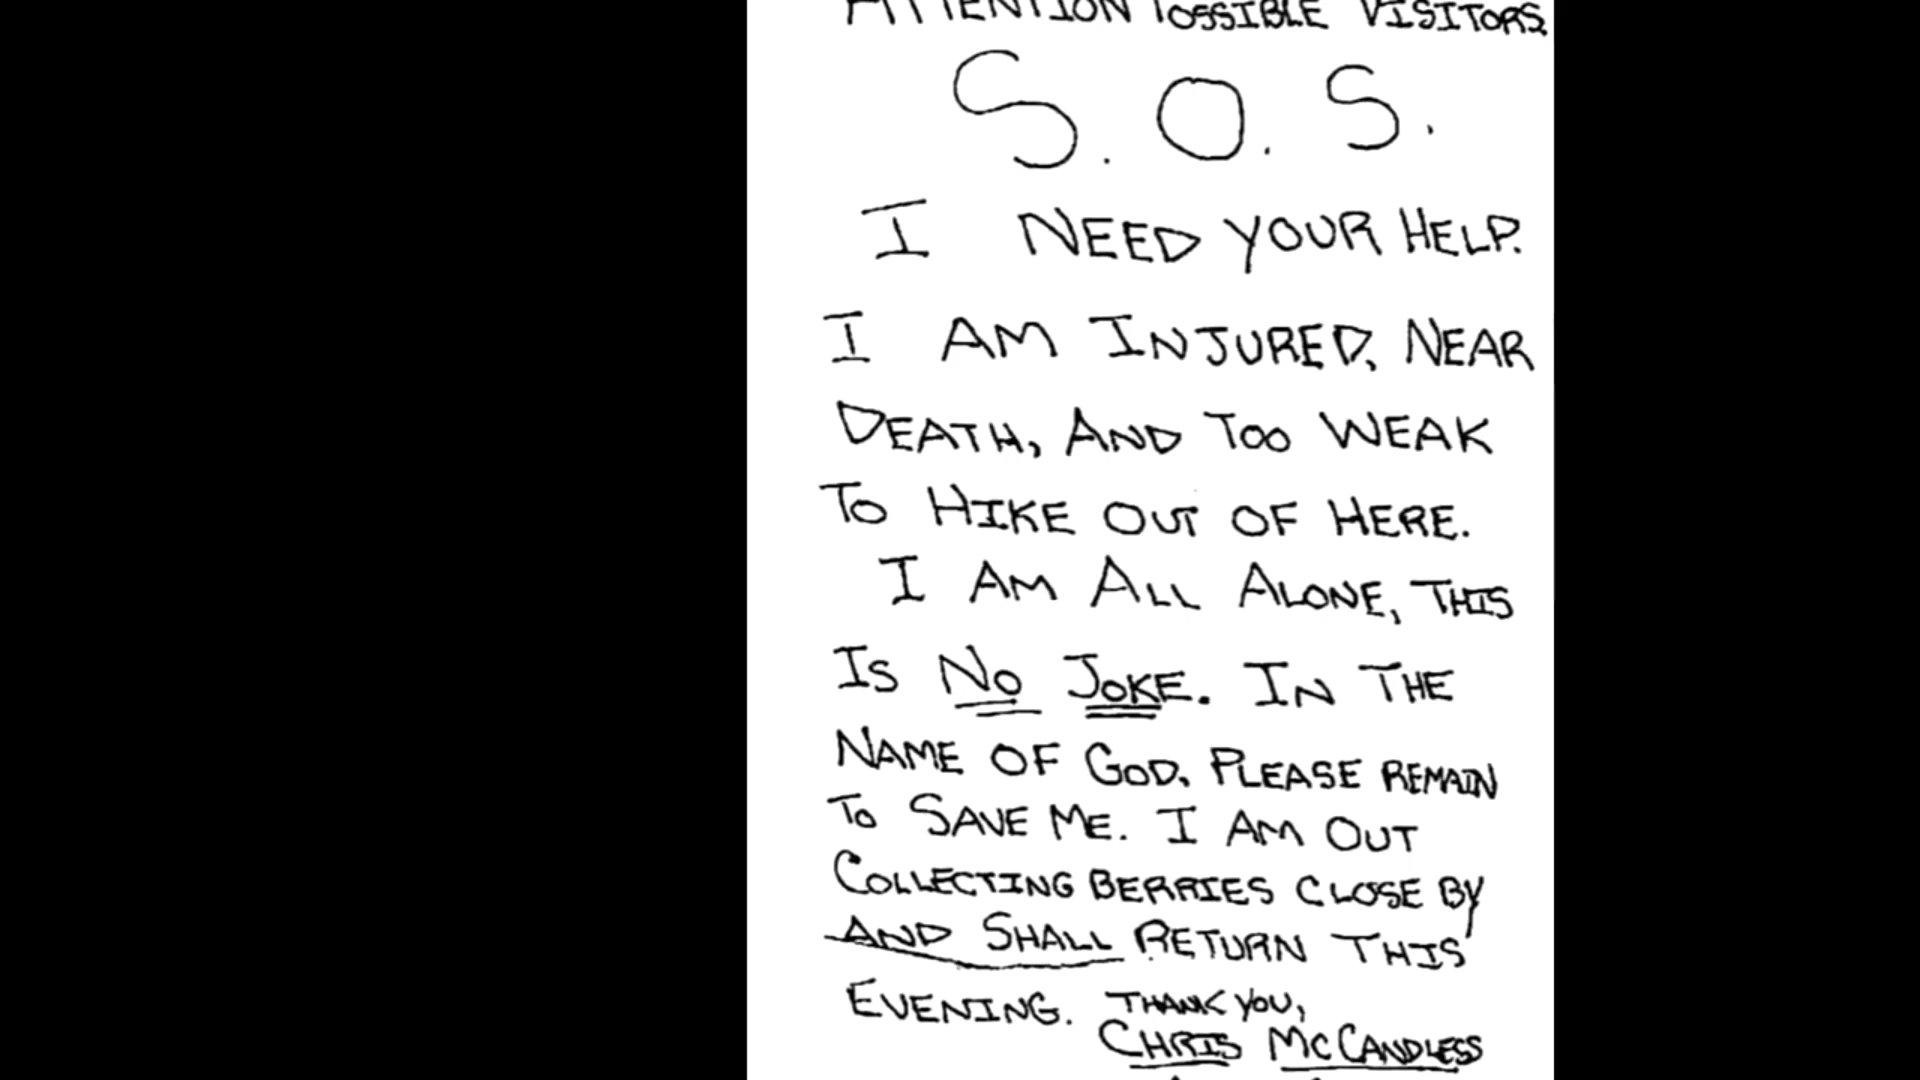 ATTENTION POSSIBLE VISITORS.
S.O.S.
I NEED YOUR HELP.
I AM INJURED, NEAR
DEATH, AND TOO WEAK
TO HIKE OUT OF HERE.
I AM ALL ALONE, THIS
IS NO JOKE. IN THE
NAME OF GOD, PLEASE REMAIN
TO SAVE ME. I AM OUT
COLLECTING BERRIES CLOSE BY
AND SHALL RETURN THIS
EVENING. THANK YOU,
CHRIS MCCANDLESS